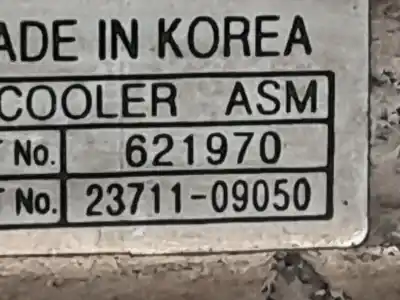 ADE IN KOREA
COOLER ASM
T No. 621970
T No. 23711-09050